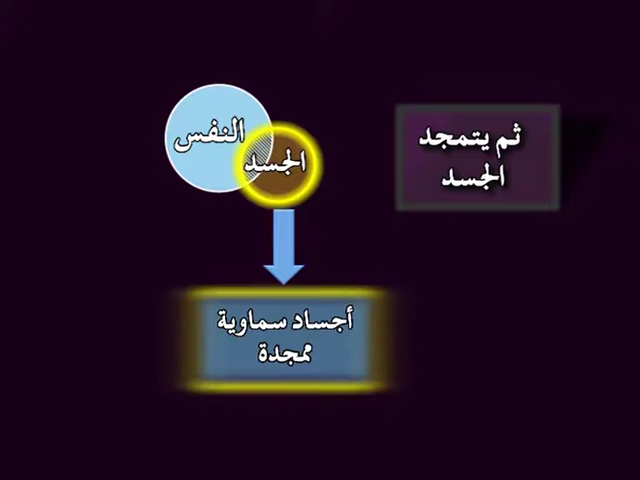 ثم يتمجد
الجسد
النفس
الجسد
أجساد سماوية
ممجدة